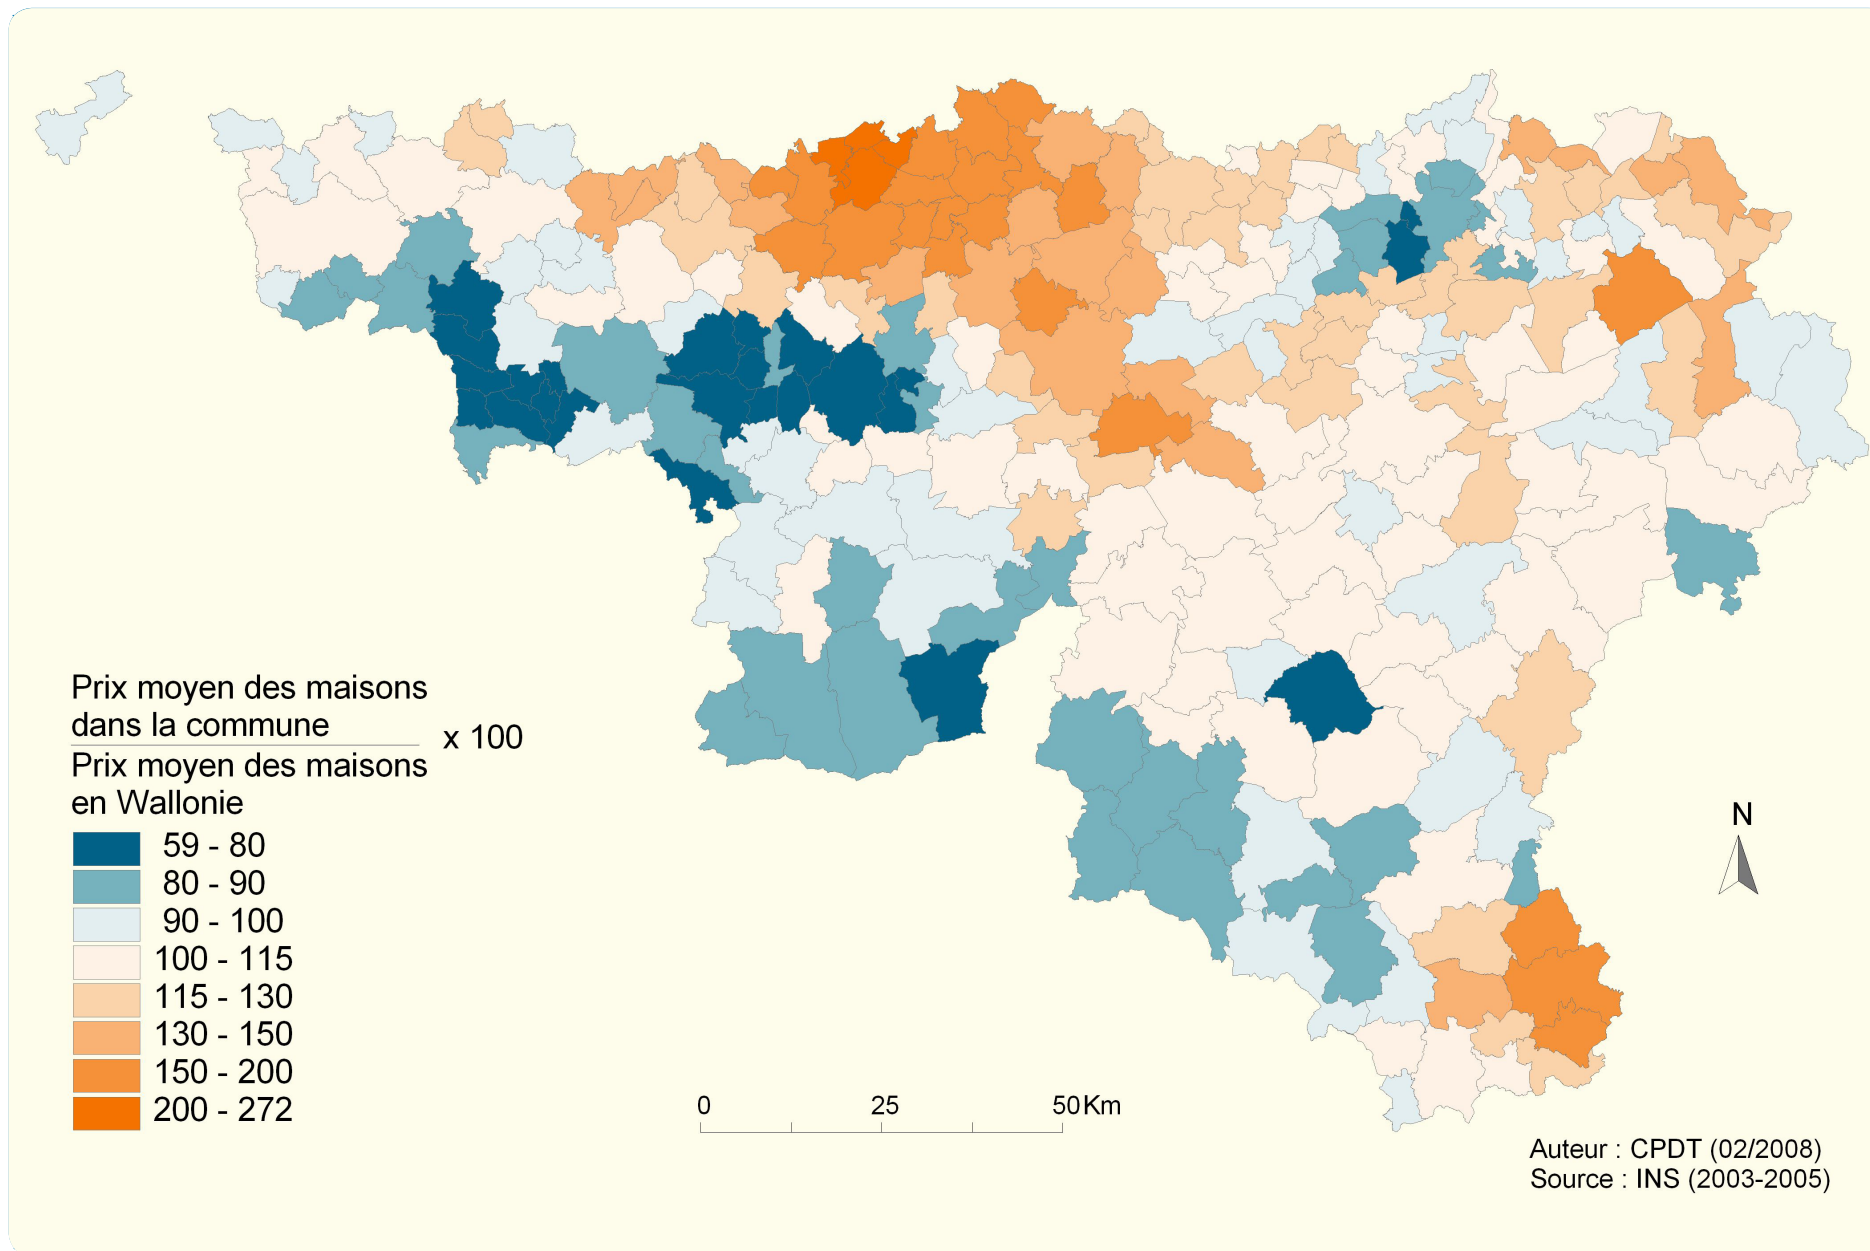 Prix moyen des maisons
dans la commune
x 100
Prix moyen des maisons
en Wallonie
59 - 80
80 - 90
90 - 100
100 - 115
115 - 130
130 - 150
150 - 200
200 - 272
N
0 25 50Km
Auteur : CPDT (02/2008)
Source : INS (2003-2005)